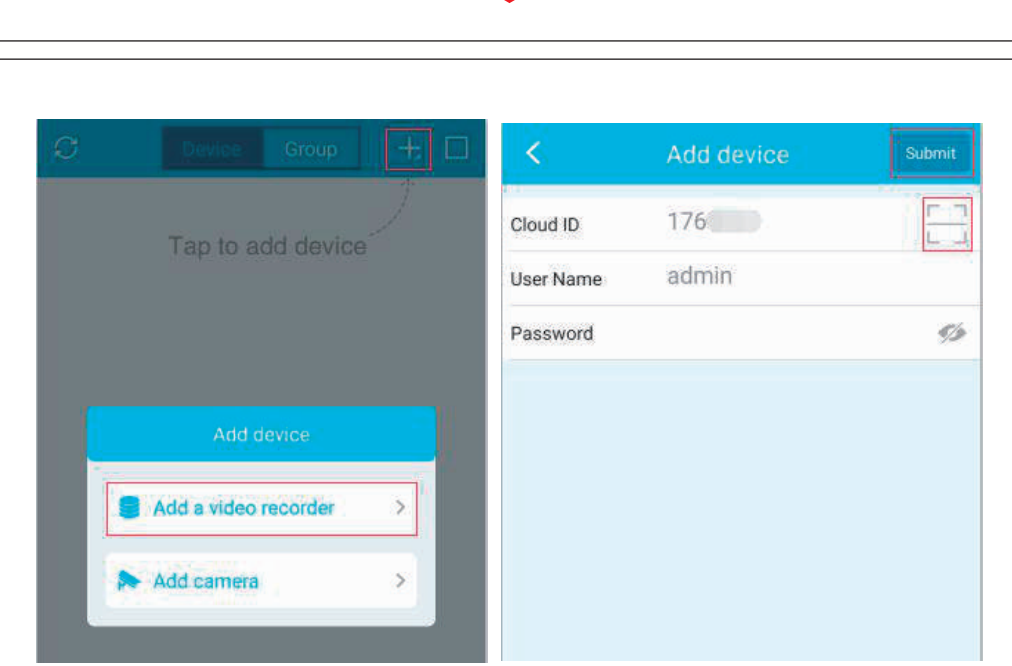 Device Group
Tap to add device
Add device
Add a video recorder
Add camera
Add device Submit
Cloud ID 176
User Name admin
Password